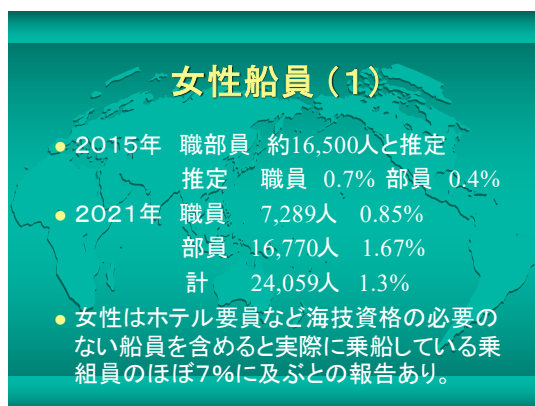 女性船員（１）
● ２０１５年 職部員 約16,500人と推定
推定 職員 0.7% 部員 0.4%
● ２０２１年 職員 7,289人 0.85%
部員 16,770人 1.67%
計 24,059人 1.3%
● 女性はホテル要員など海技資格の必要の
ない船員を含めると実際に乗船している乗
組員のほぼ７％に及ぶとの報告あり。